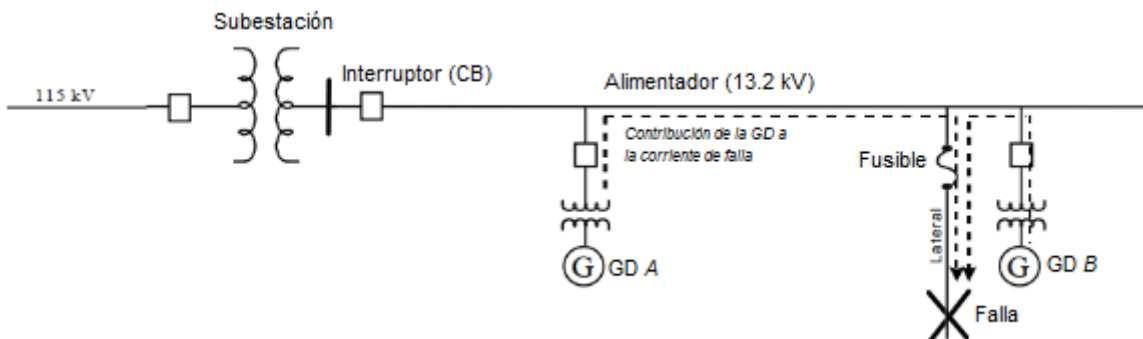 Subestación
115 kV
Interruptor (CB)
Alimentador (13.2 kV)
Contribución de la GD a
la corriente de falla
Fusible
Lateral
G
GD A
G
GD B
Falla